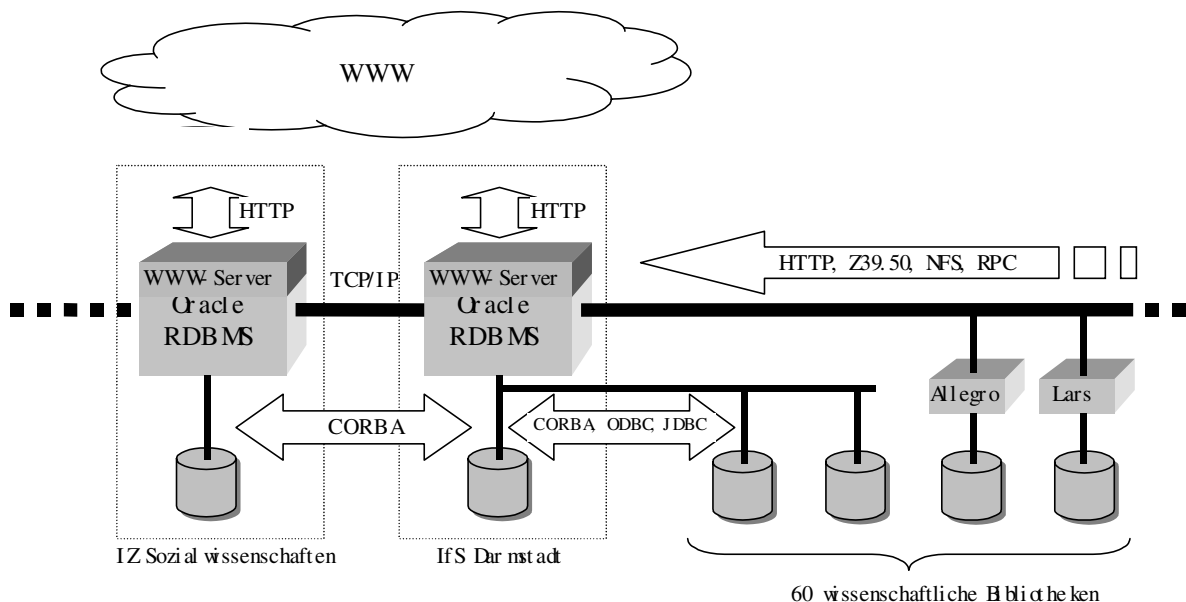 WWW
HTTP
HTTP
WWW-Server
Oracle
RDBMS
TCP/IP
WWW-Server
Oracle
RDBMS
HTTP, Z39.50, NFS, RPC
Allegro
Lars
CORBA
CORBA, ODBC, JDBC
IZ Sozialwissenschaften
IfS Darmstadt
60 wissenschaftliche Bibliotheken